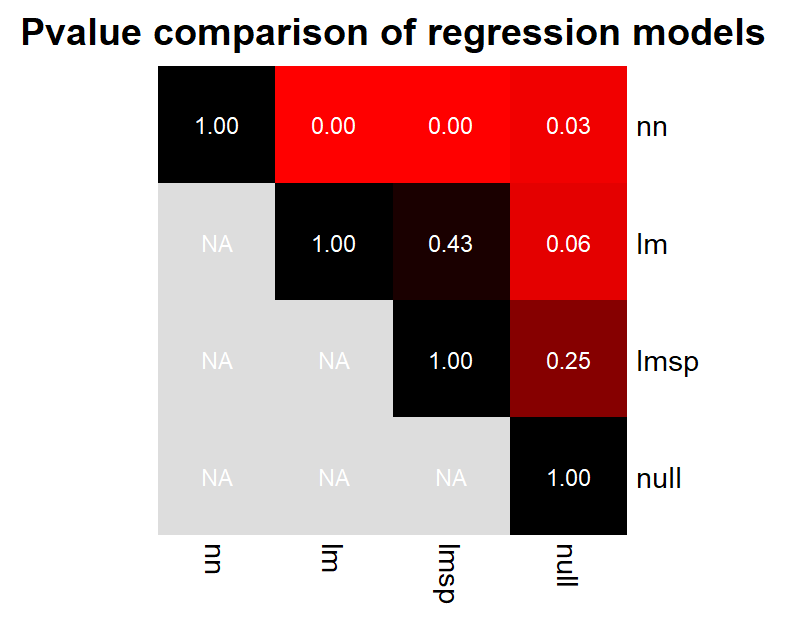 Pvalue comparison of regression models
1.00 0.00 0.00 0.03 nn
NA 1.00 0.43 0.06 lm
NA NA 1.00 0.25 lmsp
NA NA NA 1.00 null
nn lm lmsp null